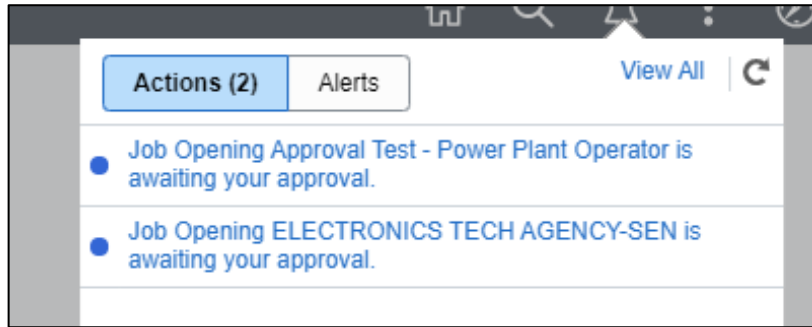 Actions (2)
Alerts
View All
Job Opening Approval Test - Power Plant Operator is
awaiting your approval.
Job Opening ELECTRONICS TECH AGENCY-SEN is
awaiting your approval.